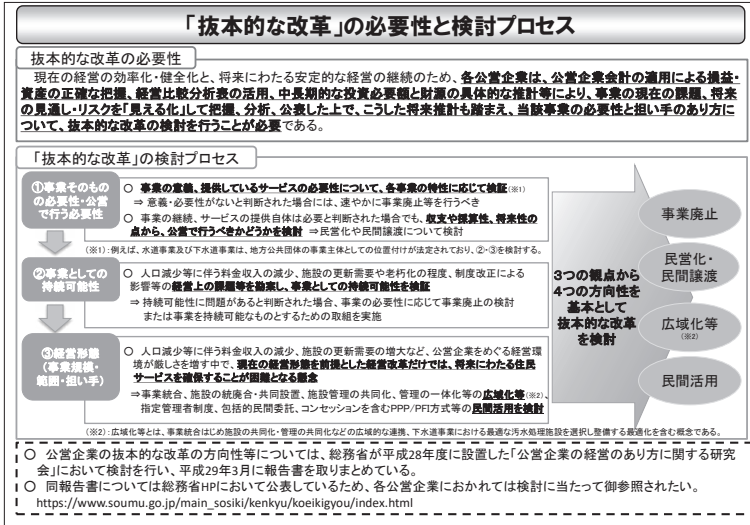 「抜本的な改革」の必要性と検討プロセス
抜本的な改革の必要性
現在の経営の効率化・健全化と、将来にわたる安定的な経営の継続のため、各公営企業は、公営企業会計の適用による損益・
資産の正確な把握、経営比較分析表の活用、中長期的な投資必要額と財源の具体的な推計等により、事業の現在の課題、将来
の見通し・リスクを「見える化」して把握、分析、公表した上で、こうした将来推計も踏まえ、当該事業の必要性と担い手のあり方に
ついて、抜本的な改革の検討を行うことが必要である。
「抜本的な改革」の検討プロセス
①事業そのもの
の必要性・公営
で行う必要性
○ 事業の意義、提供しているサービスの必要性について、各事業の特性に応じて検証(※1)
⇒ 意義・必要性がないと判断された場合には、速やかに事業廃止等を行うべき
○ 事業の継続、サービスの提供自体は必要と判断された場合でも、収支や採算性、将来性の
点から、公営で行うべきかどうかを検討 ⇒民営化や民間譲渡について検討
(※1):例えば、水道事業及び下水道事業は、地方公共団体の事業主体としての位置付けが法定されており、②・③を検討する。
②事業としての
持続可能性
○ 人口減少等に伴う料金収入の減少、施設の更新需要や老朽化の程度、制度改正による
影響等の経営上の課題等を勘案し、事業としての持続可能性を検証
⇒ 持続可能性に問題があると判断された場合、事業の必要性に応じて事業廃止の検討
または事業を持続可能なものとするための取組を実施
③経営形態
(事業規模・
範囲・担い手)
○ 人口減少等に伴う料金収入の減少、施設の更新需要の増大など、公営企業をめぐる経営環
境が厳しさを増す中で、現在の経営形態を前提とした経営改革だけでは、将来にわたる住民
サービスを確保することが困難となる懸念
⇒事業統合、施設の統廃合・共同設置、施設管理の共同化、管理の一体化等の広域化等(※2)、
指定管理者制度、包括的民間委託、コンセッションを含むPPP/PFI方式等の民間活用を検討
(※2):広域化等とは、事業統合はじめ施設の共同化・管理の共同化などの広域的な連携、下水道事業における最適な汚水処理施設を選択し整備する最適化を含む概念である。
3つの観点から
4つの方向性を
基本として
抜本的な改革
を検討
事業廃止
民営化・
民間譲渡
広域化等
(※2)
民間活用
○ 公営企業の抜本的な改革の方向性等については、総務省が平成28年度に設置した「公営企業の経営のあり方に関する研究
会」において検討を行い、平成29年3月に報告書を取りまとめている。
○ 同報告書については総務省HPにおいて公表しているため、各公営企業におかれては検討に当たって御参照されたい。
https://www.soumu.go.jp/main_sosiki/kenkyu/koeikigyou/index.html